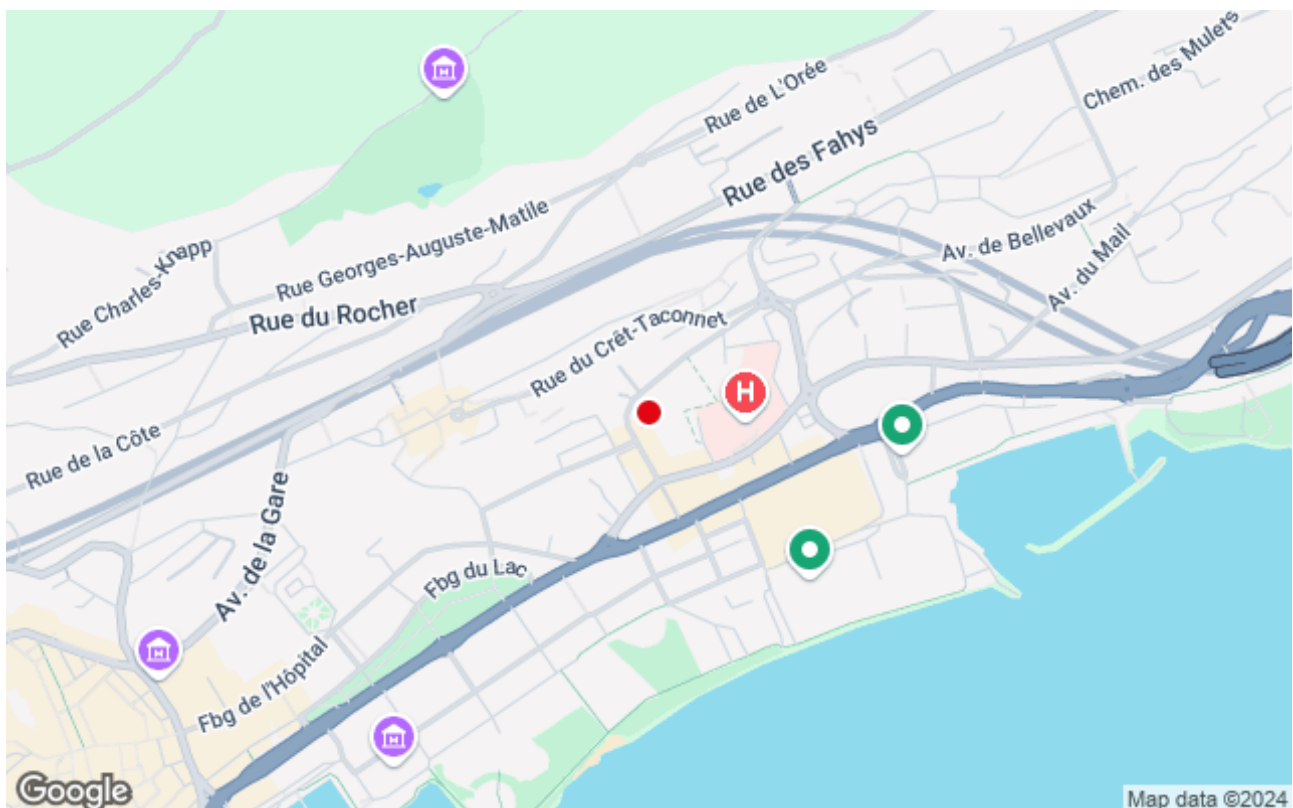 Chem. des Mulets
Rue de L'Orée
Rue des Fahys
Rue Charles-Knapp
Rue Georges-Auguste-Matile
Av. de Bellevaux
Av. du Mail
Rue du Rocher
Rue du Crêt-Taconnet
H
Rue de la Côte
Av. de la Gare
Fbg du Lac
Fbg de l'Hôpital
Google
Map data ©2024